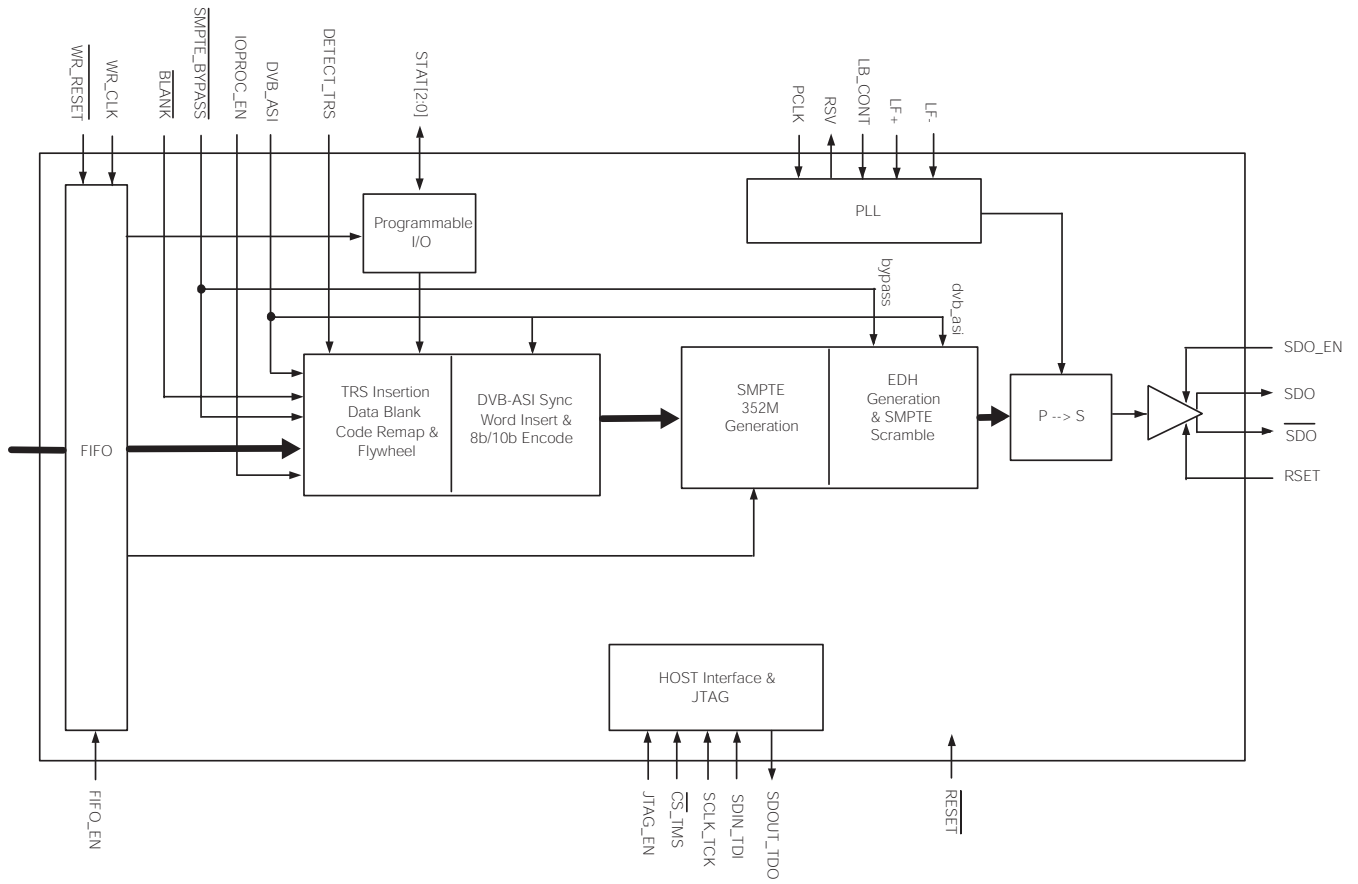 WR_RESET
WR_CLK
BLANK
SMPTE_BYPASS
IOPROC_EN
DVB_ASI
DETECT_TRS
STAT[2:0]
PCLK
RSV
LB_CONT
LF+
LF-
Programmable
I/O
PLL
bypass
dvb_asi
FIFO
TRS Insertion
Data Blank
Code Remap &
Flywheel
DVB-ASI Sync
Word Insert &
8b/10b Encode
SMPTE
352M
Generation
EDH
Generation
& SMPTE
Scramble
P --> S
SDO_EN
SDO
SDO
RSET
HOST Interface &
JTAG
FIFO_EN
JTAG_EN
CS_TMS
SCLK_TCK
SDIN_TDI
SDOUT_TDO
RESET